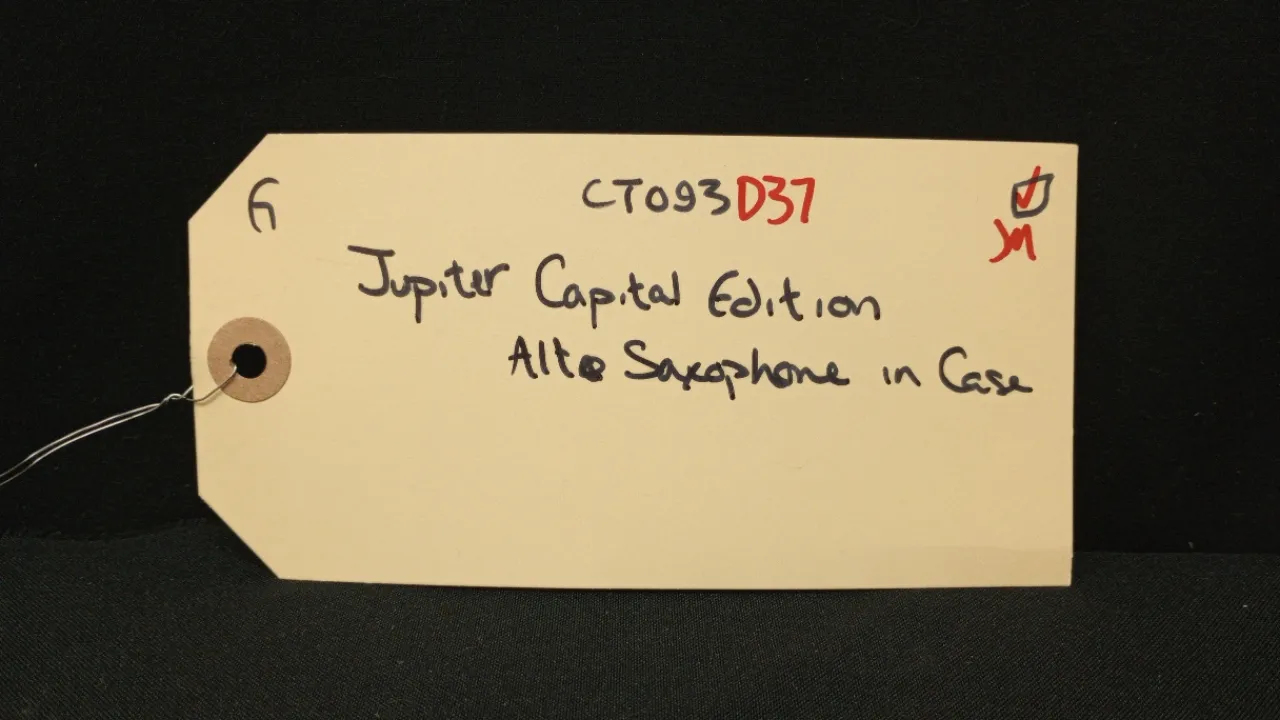 G CT093D37
JM
Jupiter Capital Edition
Alto Saxophone in Case